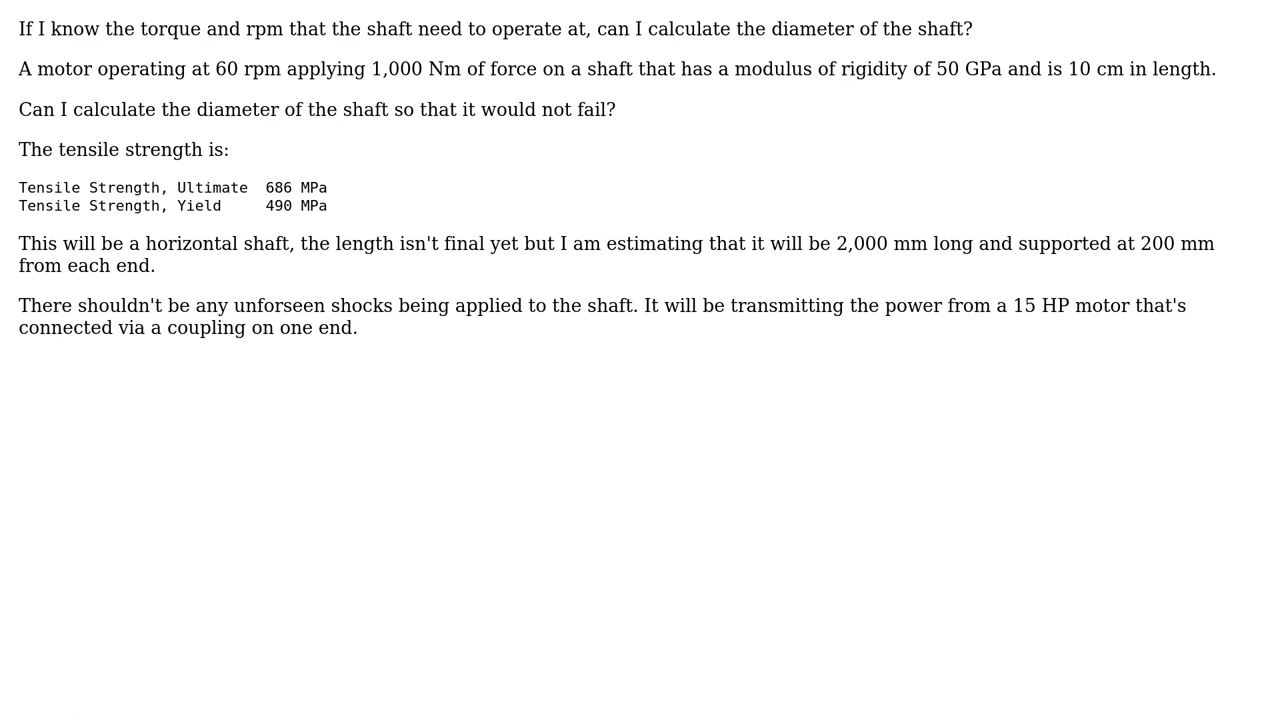 If I know the torque and rpm that the shaft need to operate at, can I calculate the diameter of the shaft?
A motor operating at 60 rpm applying 1,000 Nm of force on a shaft that has a modulus of rigidity of 50 GPa and is 10 cm in length.
Can I calculate the diameter of the shaft so that it would not fail?
The tensile strength is:
Tensile Strength, Ultimate  686 MPa
Tensile Strength, Yield     490 MPa
This will be a horizontal shaft, the length isn't final yet but I am estimating that it will be 2,000 mm long and supported at 200 mm
from each end.
There shouldn't be any unforseen shocks being applied to the shaft. It will be transmitting the power from a 15 HP motor that's
connected via a coupling on one end.